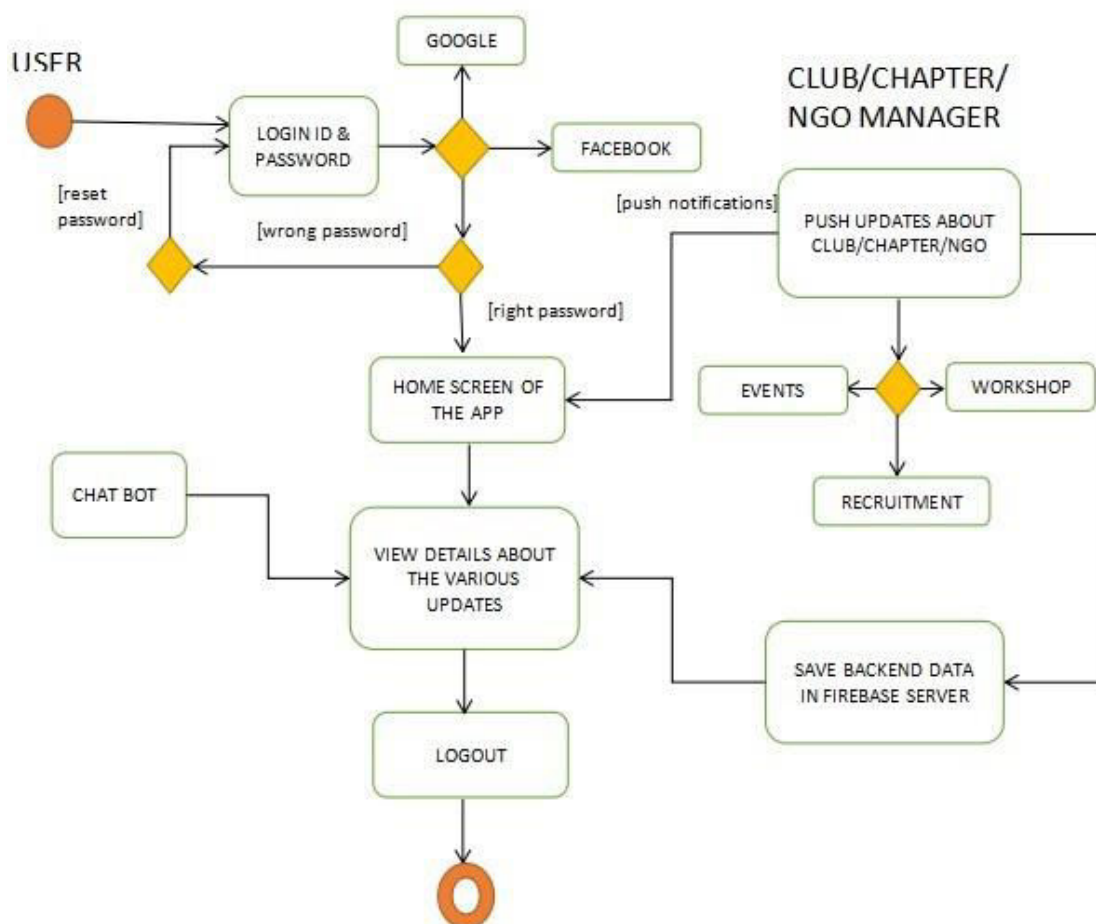 GOOGLE
USER
CLUB/CHAPTER/
NGO MANAGER
LOGIN ID &
PASSWORD
FACEBOOK
[reset
password]
[wrong password]
[push notifications]
PUSH UPDATES ABOUT
CLUB/CHAPTER/NGO
[right password]
HOME SCREEN OF
THE APP
EVENTS
WORKSHOP
RECRUITMENT
CHAT BOT
VIEW DETAILS ABOUT
THE VARIOUS
UPDATES
SAVE BACKEND DATA
IN FIREBASE SERVER
LOGOUT